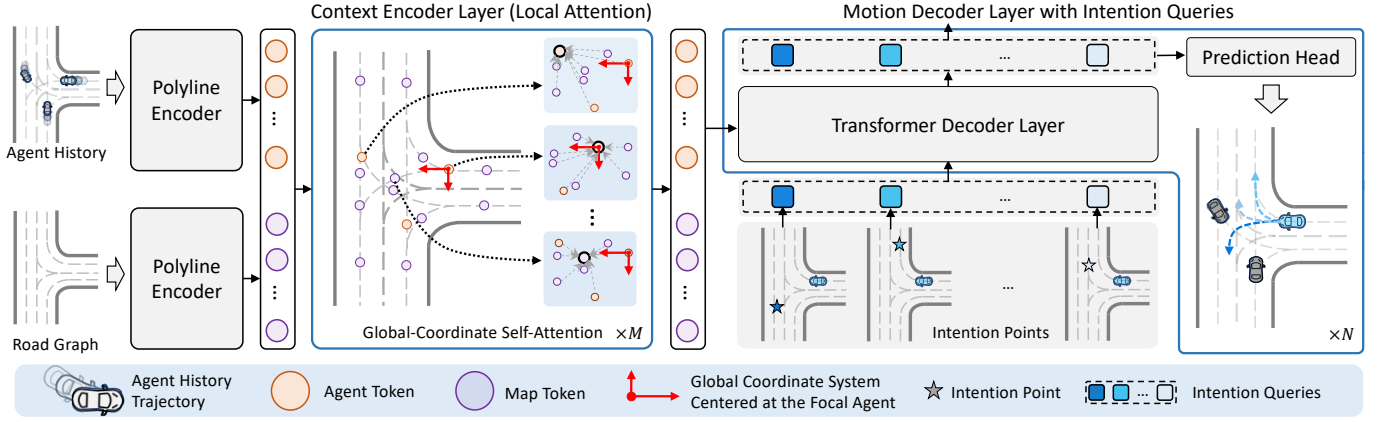 Context Encoder Layer (Local Attention)
Motion Decoder Layer with Intention Queries
Agent History
Polyline
Encoder
...
...
Road Graph
Polyline
Encoder
...
...
Global-Coordinate Self-Attention ×M
...
...
...
Prediction Head
Transformer Decoder Layer
...
...
Intention Points
×N
Agent History
Trajectory
Agent Token
Map Token
Global Coordinate System
Centered at the Focal Agent
Intention Point
...
Intention Queries